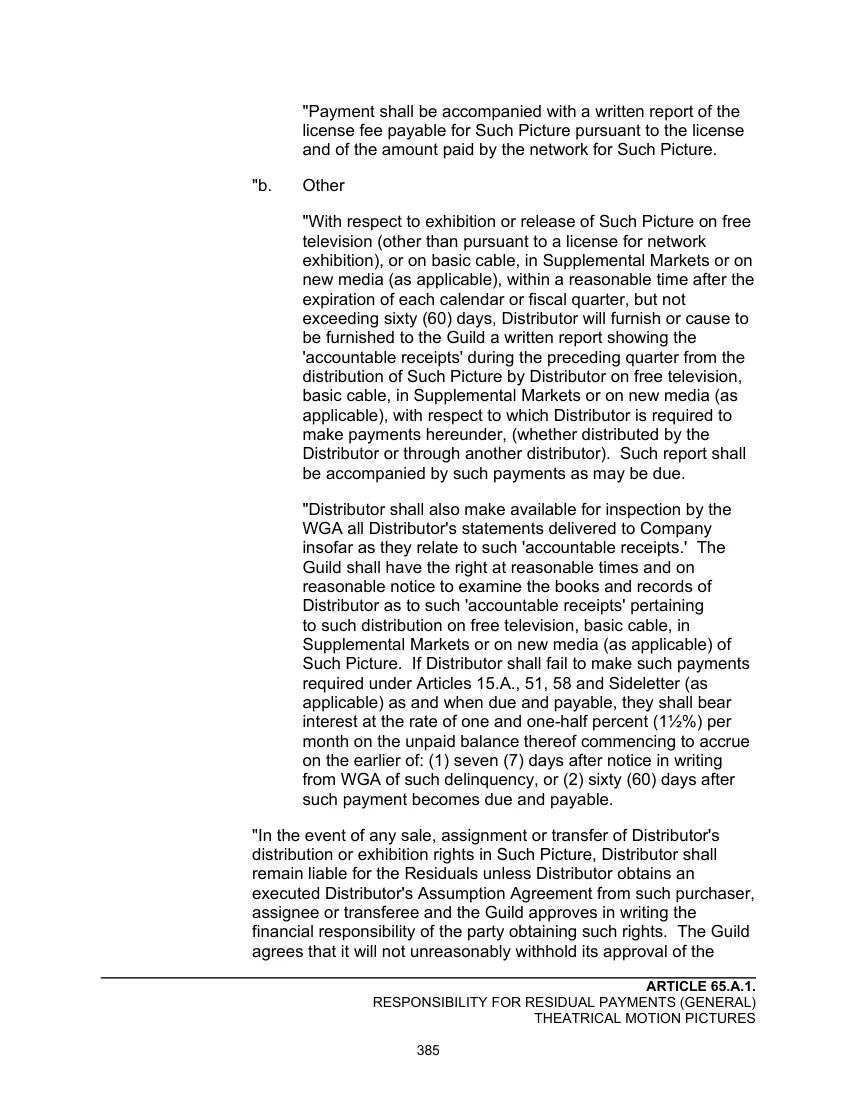 "Payment shall be accompanied with a written report of the
license fee payable for Such Picture pursuant to the license
and of the amount paid by the network for Such Picture.
"b. Other
"With respect to exhibition or release of Such Picture on free
television (other than pursuant to a license for network
exhibition), or on basic cable, in Supplemental Markets or on
new media (as applicable), within a reasonable time after the
expiration of each calendar or fiscal quarter, but not
exceeding sixty (60) days, Distributor will furnish or cause to
be furnished to the Guild a written report showing the
'accountable receipts' during the preceding quarter from the
distribution of Such Picture by Distributor on free television,
basic cable, in Supplemental Markets or on new media (as
applicable), with respect to which Distributor is required to
make payments hereunder, (whether distributed by the
Distributor or through another distributor). Such report shall
be accompanied by such payments as may be due.
"Distributor shall also make available for inspection by the
WGA all Distributor's statements delivered to Company
insofar as they relate to such 'accountable receipts.' The
Guild shall have the right at reasonable times and on
reasonable notice to examine the books and records of
Distributor as to such 'accountable receipts' pertaining
to such distribution on free television, basic cable, in
Supplemental Markets or on new media (as applicable) of
Such Picture. If Distributor shall fail to make such payments
required under Articles 15.A., 51, 58 and Sideletter (as
applicable) as and when due and payable, they shall bear
interest at the rate of one and one-half percent (1½%) per
month on the unpaid balance thereof commencing to accrue
on the earlier of: (1) seven (7) days after notice in writing
from WGA of such delinquency, or (2) sixty (60) days after
such payment becomes due and payable.
"In the event of any sale, assignment or transfer of Distributor's
distribution or exhibition rights in Such Picture, Distributor shall
remain liable for the Residuals unless Distributor obtains an
executed Distributor's Assumption Agreement from such purchaser,
assignee or transferee and the Guild approves in writing the
financial responsibility of the party obtaining such rights. The Guild
agrees that it will not unreasonably withhold its approval of the
ARTICLE 65.A.1.
RESPONSIBILITY FOR RESIDUAL PAYMENTS (GENERAL)
THEATRICAL MOTION PICTURES
385